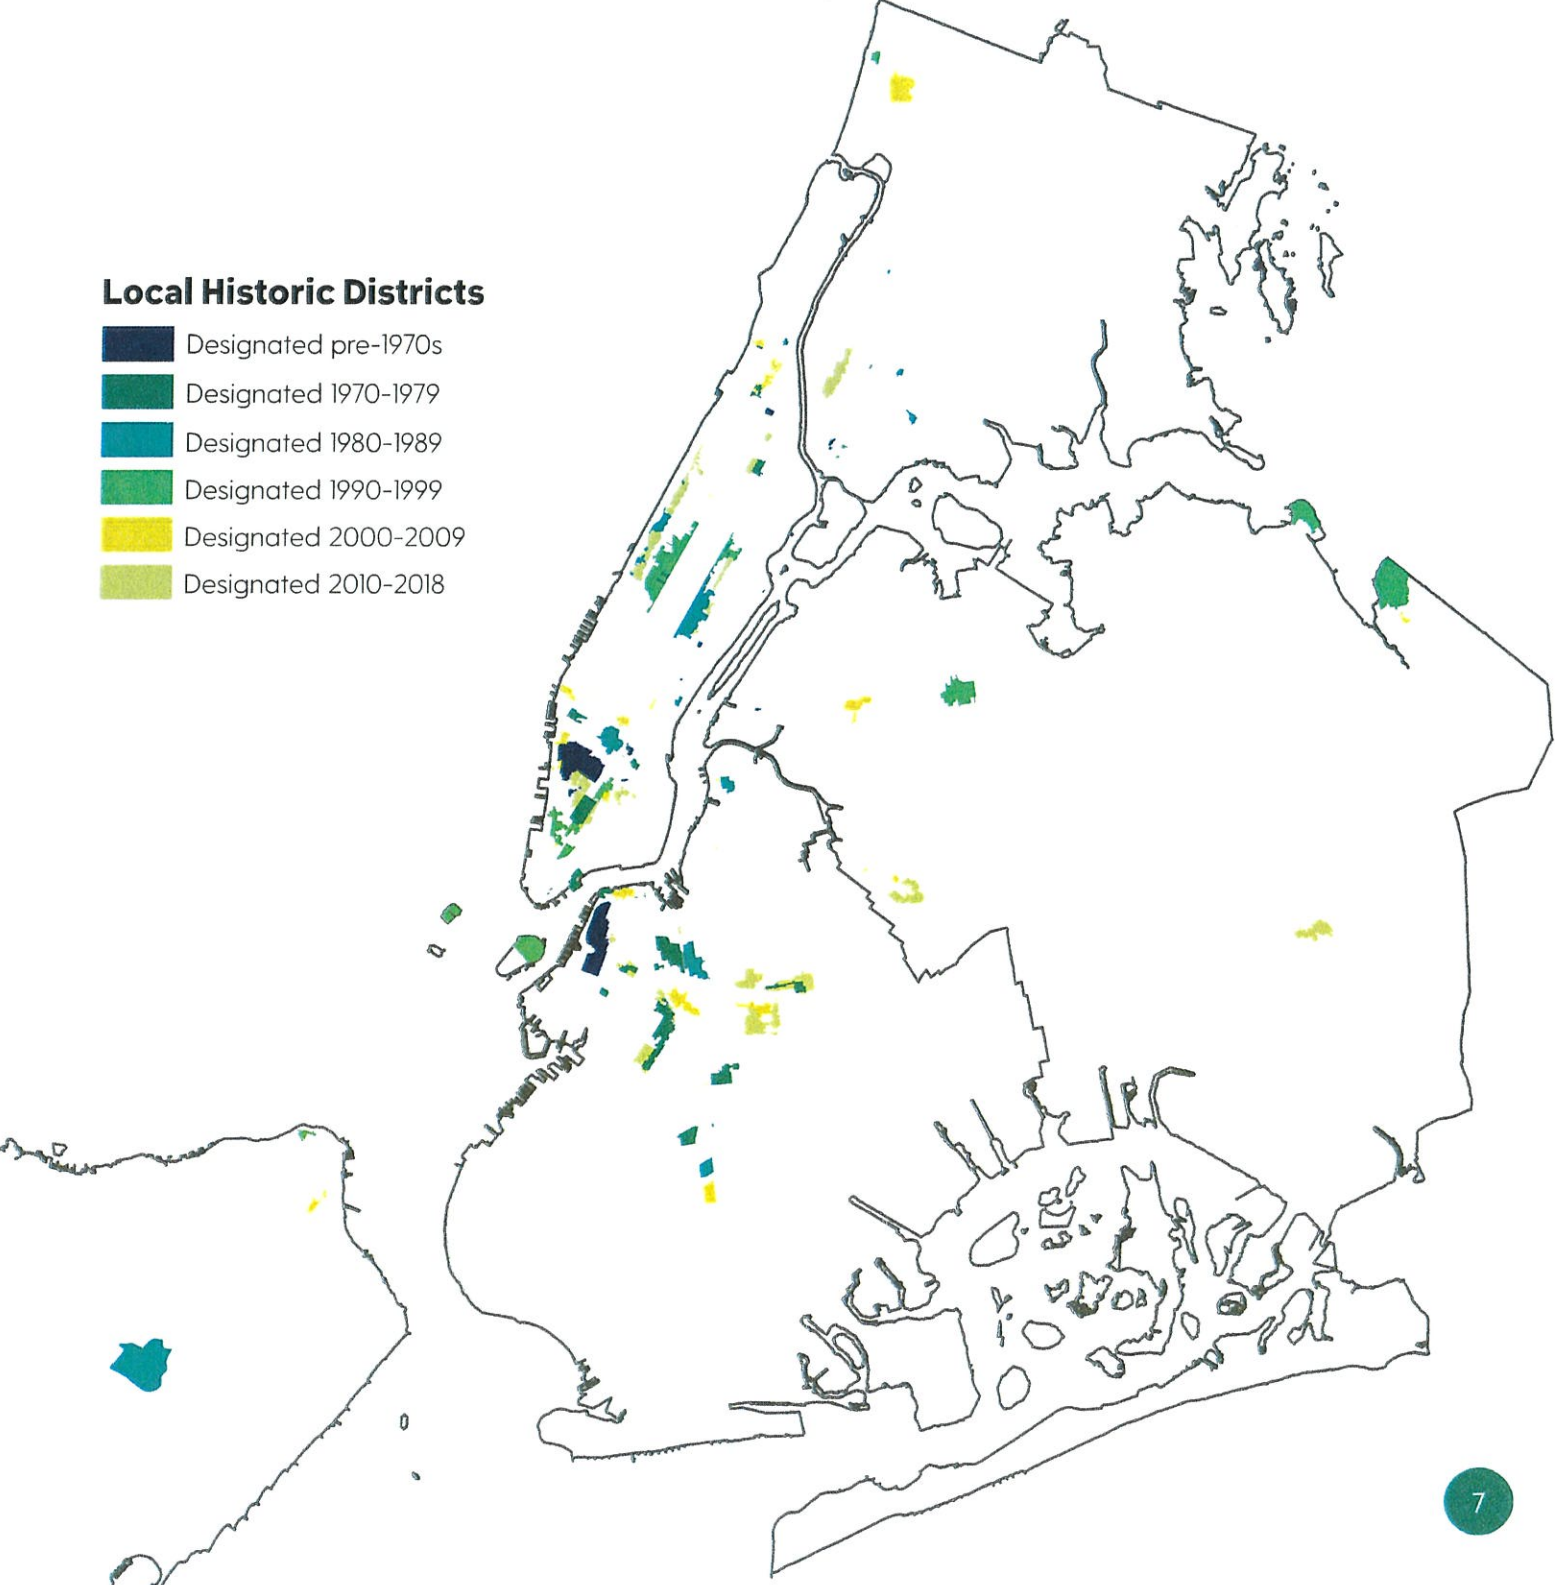 Local Historic Districts
Designated pre-1970s
Designated 1970-1979
Designated 1980-1989
Designated 1990-1999
Designated 2000-2009
Designated 2010-2018
7